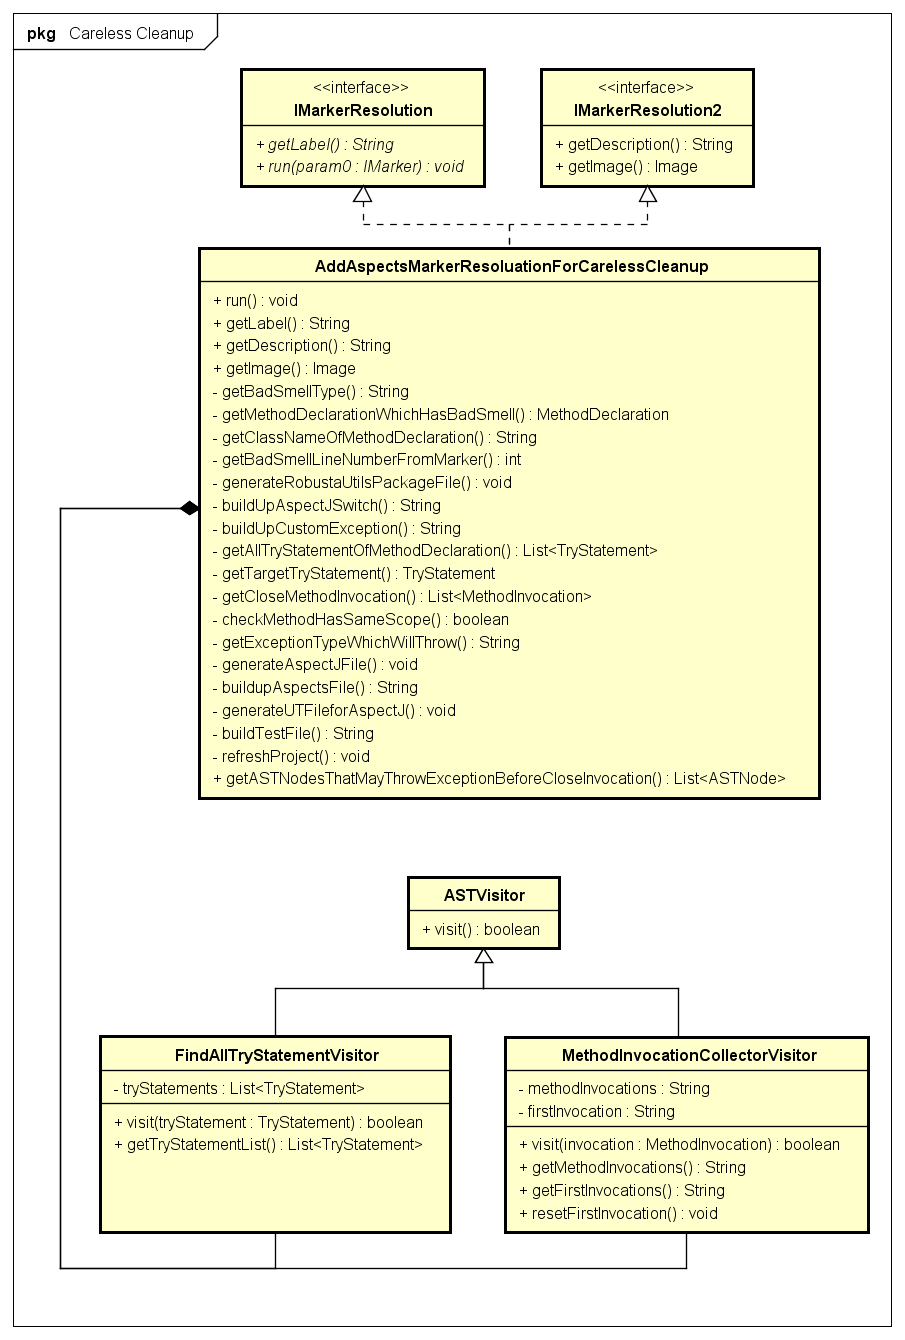 pkg Careless Cleanup
<<interface>>
IMarkerResolution
+ getLabel() : String
+ run(param0 : IMarker) : void
<<interface>>
IMarkerResolution2
+ getDescription() : String
+ getImage() : Image
AddAspectsMarkerResoluationForCarelessCleanup
+ run() : void
+ getLabel() : String
+ getDescription() : String
+ getImage() : Image
- getBadSmellType() : String
- getMethodDeclarationWhichHasBadSmell() : MethodDeclaration
- getClassNameOfMethodDeclaration() : String
- getBadSmellLineNumberFromMarker() : int
- generateRobustaUtilsPackageFile() : void
- buildUpAspectJSwitch() : String
- buildUpCustomException() : String
- getAllTryStatementOfMethodDeclaration() : List<TryStatement>
- getTargetTryStatement() : TryStatement
- getCloseMethodInvocation() : List<MethodInvocation>
- checkMethodHasSameScope() : boolean
- getExceptionTypeWhichWillThrow() : String
- generateAspectJFile() : void
- buildupAspectsFile() : String
- generateUTFileforAspectJ() : void
- buildTestFile() : String
- refreshProject() : void
+ getASTNodesThatMayThrowExceptionBeforeCloseInvocation() : List<ASTNode>
ASTVisitor
+ visit() : boolean
FindAllTryStatementVisitor
- tryStatements : List<TryStatement>
+ visit(tryStatement : TryStatement) : boolean
+ getTryStatementList() : List<TryStatement>
MethodInvocationCollectorVisitor
- methodInvocations : String
- firstInvocation : String
+ visit(invocation : MethodInvocation) : boolean
+ getMethodInvocations() : String
+ getFirstInvocations() : String
+ resetFirstInvocation() : void